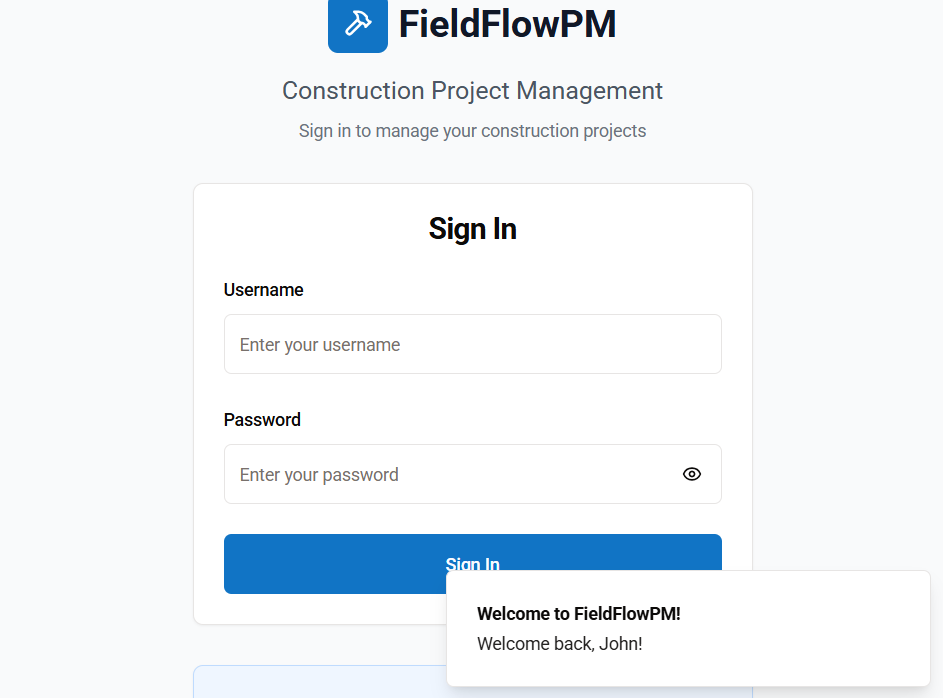 FieldFlowPM
Construction Project Management
Sign in to manage your construction projects
Sign In
Username
Enter your username
Password
Enter your password
Sign In
Welcome to FieldFlowPM!
Welcome back, John!